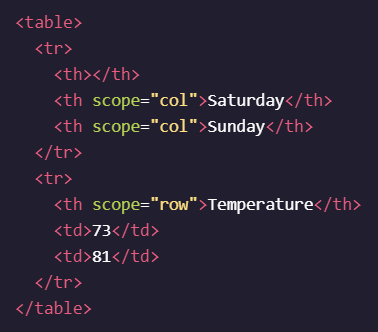 <table>
  <tr>
    <th></th>
    <th scope="col">Saturday</th>
    <th scope="col">Sunday</th>
  </tr>
  <tr>
    <th scope="row">Temperature</th>
    <td>73</td>
    <td>81</td>
  </tr>
</table>